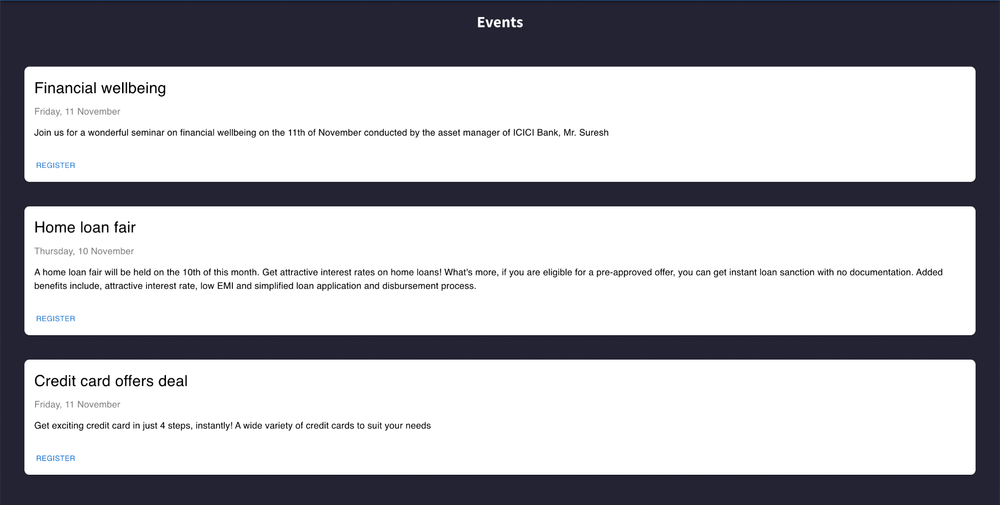 Events
Financial wellbeing
Friday, 11 November
Join us for a wonderful seminar on financial wellbeing on the 11th of November conducted by the asset manager of ICICI Bank, Mr. Suresh
REGISTER
Home loan fair
Thursday, 10 November
A home loan fair will be held on the 10th of this month. Get attractive interest rates on home loans! What's more, if you are eligible for a pre-approved offer, you can get instant loan sanction with no documentation. Added
benefits include, attractive interest rate, low EMI and simplified loan application and disbursement process.
REGISTER
Credit card offers deal
Friday, 11 November
Get exciting credit card in just 4 steps, instantly! A wide variety of credit cards to suit your needs
REGISTER